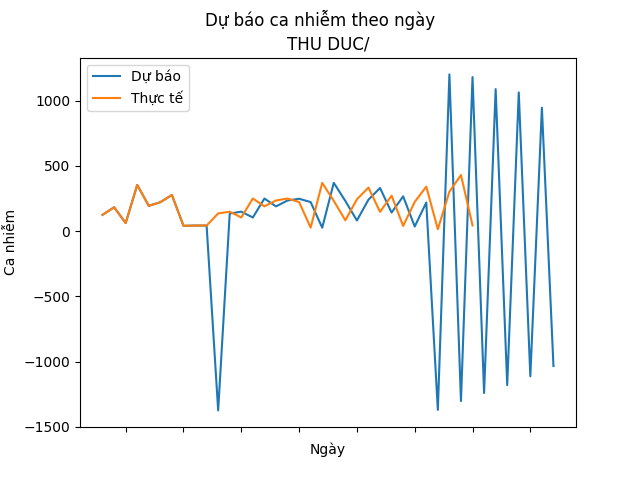 Dự báo ca nhiễm theo ngày
THU DUC/
Dự báo
Thực tế
1000
500
0
−500
−1000
−1500
Ca nhiễm
Ngày